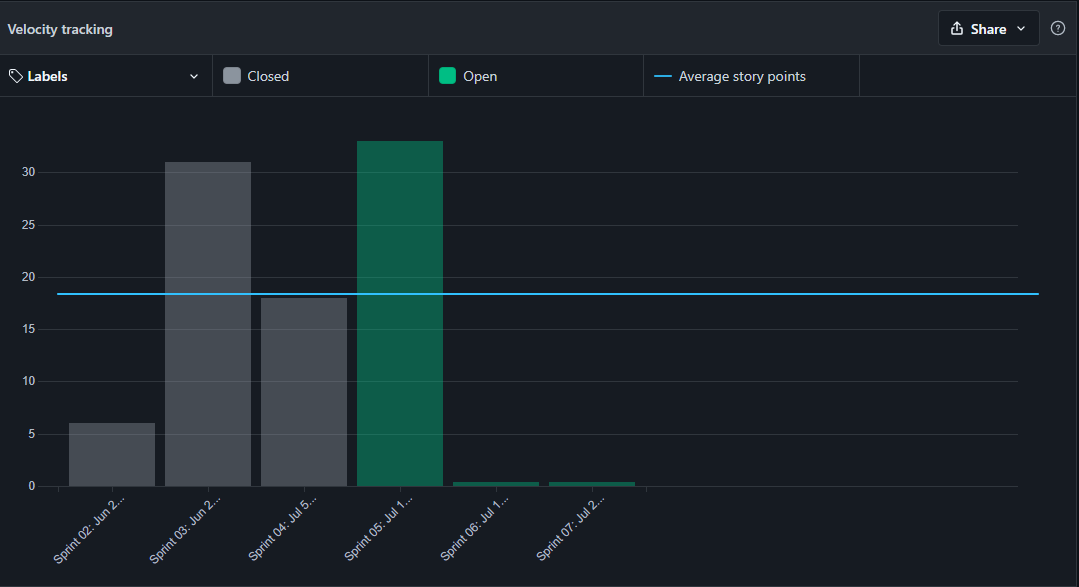 Velocity tracking
Share
Labels
Closed
Open
Average story points
30
25
20
15
10
5
0
Sprint 02: Jun 2...
Sprint 03: Jun 2...
Sprint 04: Jul 5...
Sprint 05: Jul 1...
Sprint 06: Jul 1...
Sprint 07: Jul 2...